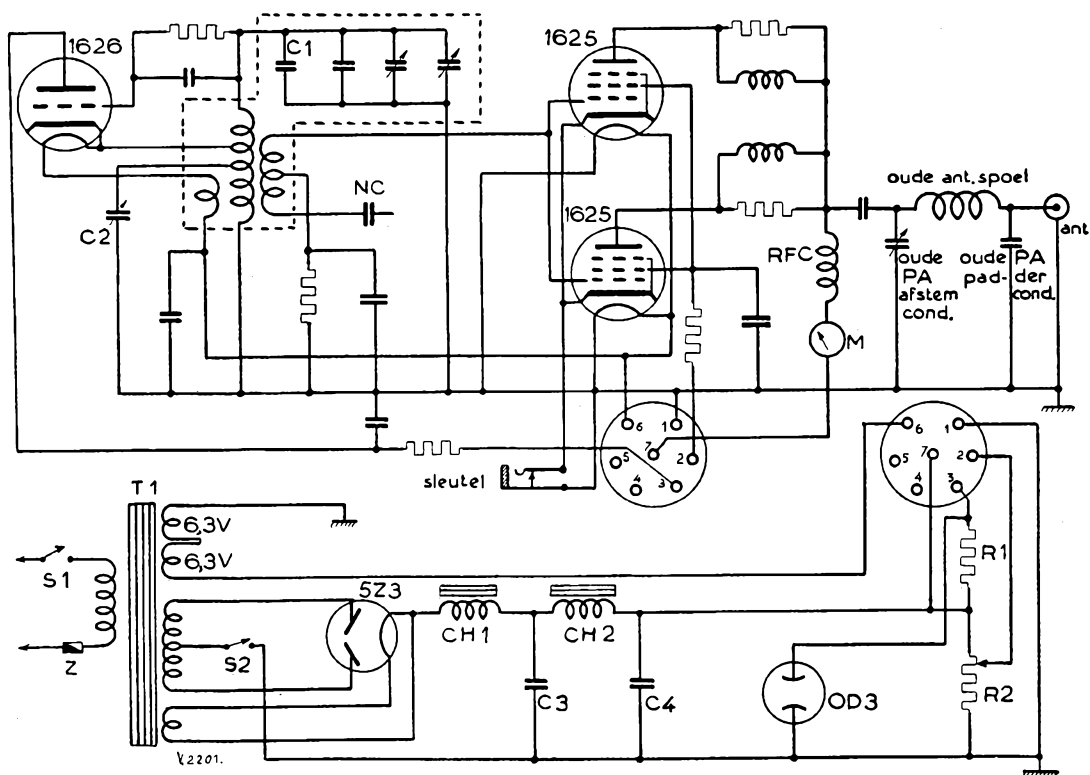 1626
C1
1625
C2
NC
1625
RFC
oude ant. spoel
ant
oude
PA
afstem
cond.
oude PA
pad- der
cond.
M
6
1
7
5
2
4
3
sleutel
6
1
7
2
5
4
3
T1
6,3V
6,3V
S1
Z
S2
5Z3
CH1
CH2
C3
C4
OD3
R1
R2
V.2201.